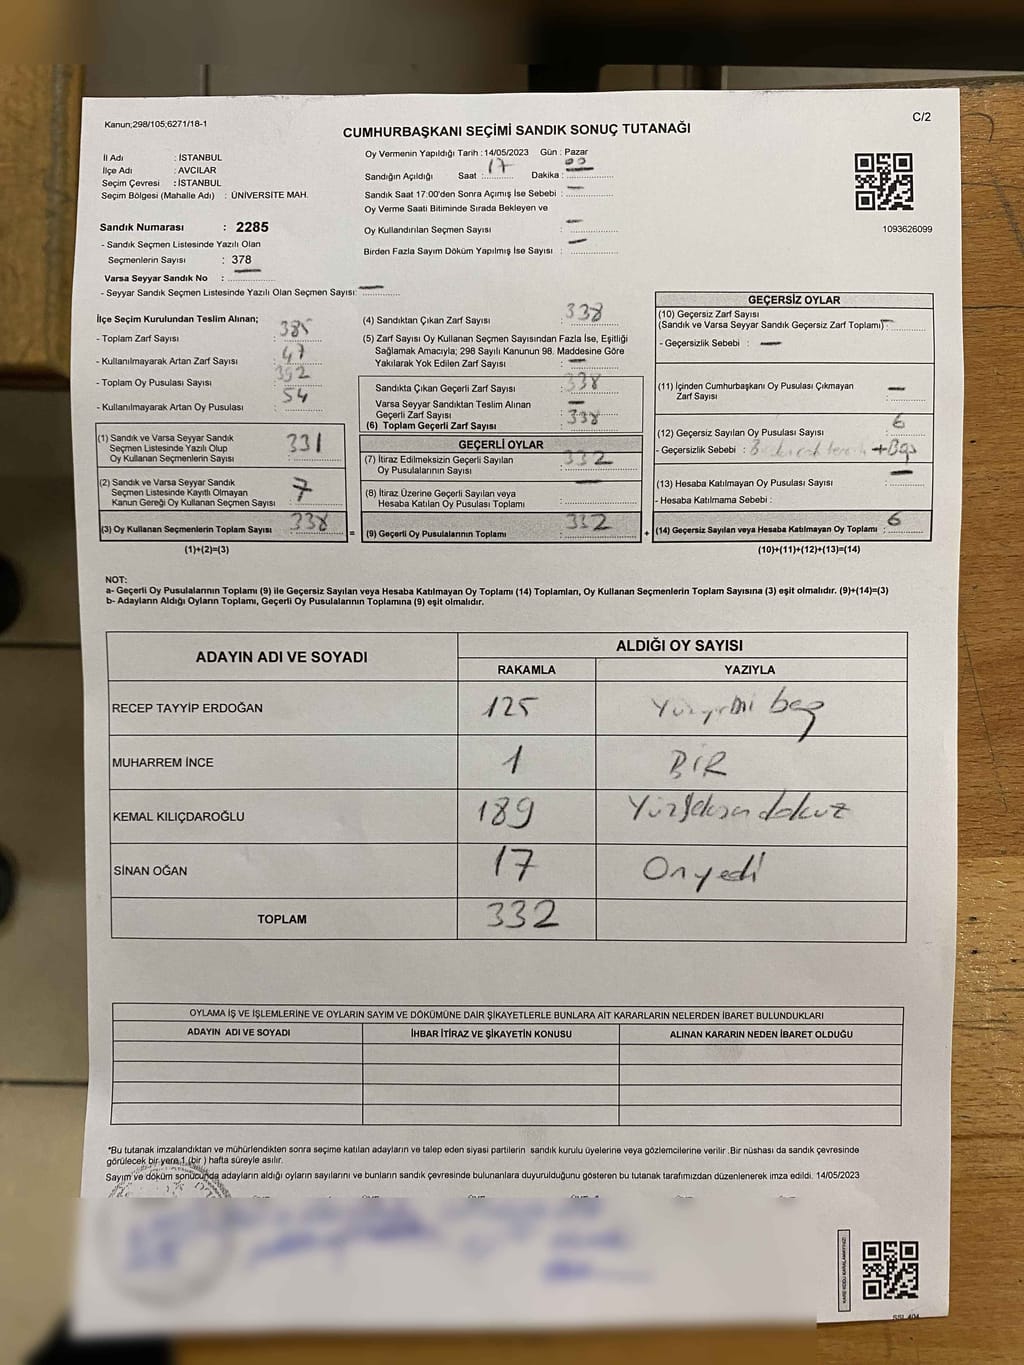 Kanun;298/105;6271/18-1
C/2
CUMHURBAŞKANI SEÇİMİ SANDIK SONUÇ TUTANAĞI
İl Adı : İSTANBUL
İlçe Adı : AVCILAR
Seçim Çevresi : İSTANBUL
Seçim Bölgesi (Mahalle Adı) : ÜNİVERSİTE MAH.
Sandık Numarası : 2285
- Sandık Seçmen Listesinde Yazılı Olan
Seçmenlerin Sayısı : 378
Varsa Seyyar Sandık No :
- Seyyar Sandık Seçmen Listesinde Yazılı Olan Seçmen Sayısı:
Oy Vermenin Yapıldığı Tarih :14/05/2023 Gün : Pazar
Sandığın Açıldığı Saat : 17 Dakika : 00
Sandık Saat 17:00'den Sonra Açımış İse Sebebi :
Oy Verme Saati Bitiminde Sırada Bekleyen ve
Oy Kullandırılan Seçmen Sayısı :
Birden Fazla Sayım Döküm Yapılmış İse Sayısı :
1093626099
İlçe Seçim Kurulundan Teslim Alınan;
- Toplam Zarf Sayısı : 385
- Kullanılmayarak Artan Zarf Sayısı : 47
- Toplam Oy Pusulası Sayısı : 392
- Kullanılmayarak Artan Oy Pusulası : 54
(1) Sandık ve Varsa Seyyar Sandık
Seçmen Listesinde Yazılı Olup
Oy Kullanan Seçmenlerin Sayısı : 331
(2) Sandık ve Varsa Seyyar Sandık
Seçmen Listesinde Kayıtlı Olmayan
Kanun Gereği Oy Kullanan Seçmen Sayısı : 7
(3) Oy Kullanan Seçmenlerin Toplam Sayısı : 338
(1)+(2)=(3)
(4) Sandıktan Çıkan Zarf Sayısı : 338
(5) Zarf Sayısı Oy Kullanan Seçmen Sayısından Fazla İse, Eşitliği
Sağlamak Amacıyla; 298 Sayılı Kanunun 98. Maddesine Göre
Yakılarak Yok Edilen Zarf Sayısı :
Sandıkta Çıkan Geçerli Zarf Sayısı : 338
Varsa Seyyar Sandıktan Teslim Alınan
Geçerli Zarf Sayısı :
(6) Toplam Geçerli Zarf Sayısı : 338
GEÇERLİ OYLAR
(7) İtiraz Edilmeksizin Geçerli Sayılan
Oy Pusulalarının Sayısı : 332
(8) İtiraz Üzerine Geçerli Sayılan veya
Hesaba Katılan Oy Pusulası Toplamı :
= (9) Geçerli Oy Pusulalarının Toplamı : 332 +
GEÇERSİZ OYLAR
(10) Geçersiz Zarf Sayısı
(Sandık ve Varsa Seyyar Sandık Geçersiz Zarf Toplamı) :
- Geçersizlik Sebebi :
(11) İçinden Cumhurbaşkanı Oy Pusulası Çıkmayan
Zarf Sayısı
(12) Geçersiz Sayılan Oy Pusulası Sayısı : 6
- Geçersizlik Sebebi :
(13) Hesaba Katılmayan Oy Pusulası Sayısı :
- Hesaba Katılmama Sebebi :
(14) Geçersiz Sayılan veya Hesaba Katılmayan Oy Toplamı : 6
(10)+(11)+(12)+(13)=(14)
NOT:
a- Geçerli Oy Pusulalarının Toplamı (9) ile Geçersiz Sayılan veya Hesaba Katılmayan Oy Toplamı (14) Toplamları, Oy Kullanan Seçmenlerin Toplam Sayısına (3) eşit olmalıdır. (9)+(14)=(3)
b- Adayların Aldığı Oyların Toplamı, Geçerli Oy Pusulalarının Toplamına (9) eşit olmalıdır.
ADAYIN ADI VE SOYADI ALDIĞI OY SAYISI
RAKAMLA YAZIYLA
RECEP TAYYİP ERDOĞAN 125 Yüzyirmi beş
MUHARREM İNCE 1 BİR
KEMAL KILIÇDAROĞLU 189 Yüzseksen dokuz
SİNAN OĞAN 17 Onyedi
TOPLAM 332
OYLAMA İŞ VE İŞLEMLERİNE VE OYLARIN SAYIM VE DÖKÜMÜNE DAİR ŞİKAYETLERLE BUNLARA AİT KARARLARIN NELERDEN İBARET BULUNDUKLARI
ADAYIN ADI VE SOYADI İHBAR İTİRAZ VE ŞİKAYETİN KONUSU ALINAN KARARIN NEDEN İBARET OLDUĞU
*Bu tutanak imzalandıktan ve mühürlendikten sonra seçime katılan adayların ve talep eden siyasi partilerin sandık kurulu üyelerine veya gözlemcilerine verilir .Bir nüshası da sandık çevresinde
görülecek bir yere 1 (bir ) hafta süreyle asılır.
Sayım ve döküm sonucunda adayların aldığı oyların sayılarını ve bunların sandık çevresinde bulunanlara duyurulduğunu gösteren bu tutanak tarafımızdan düzenlenerek imza edildi. 14/05/2023